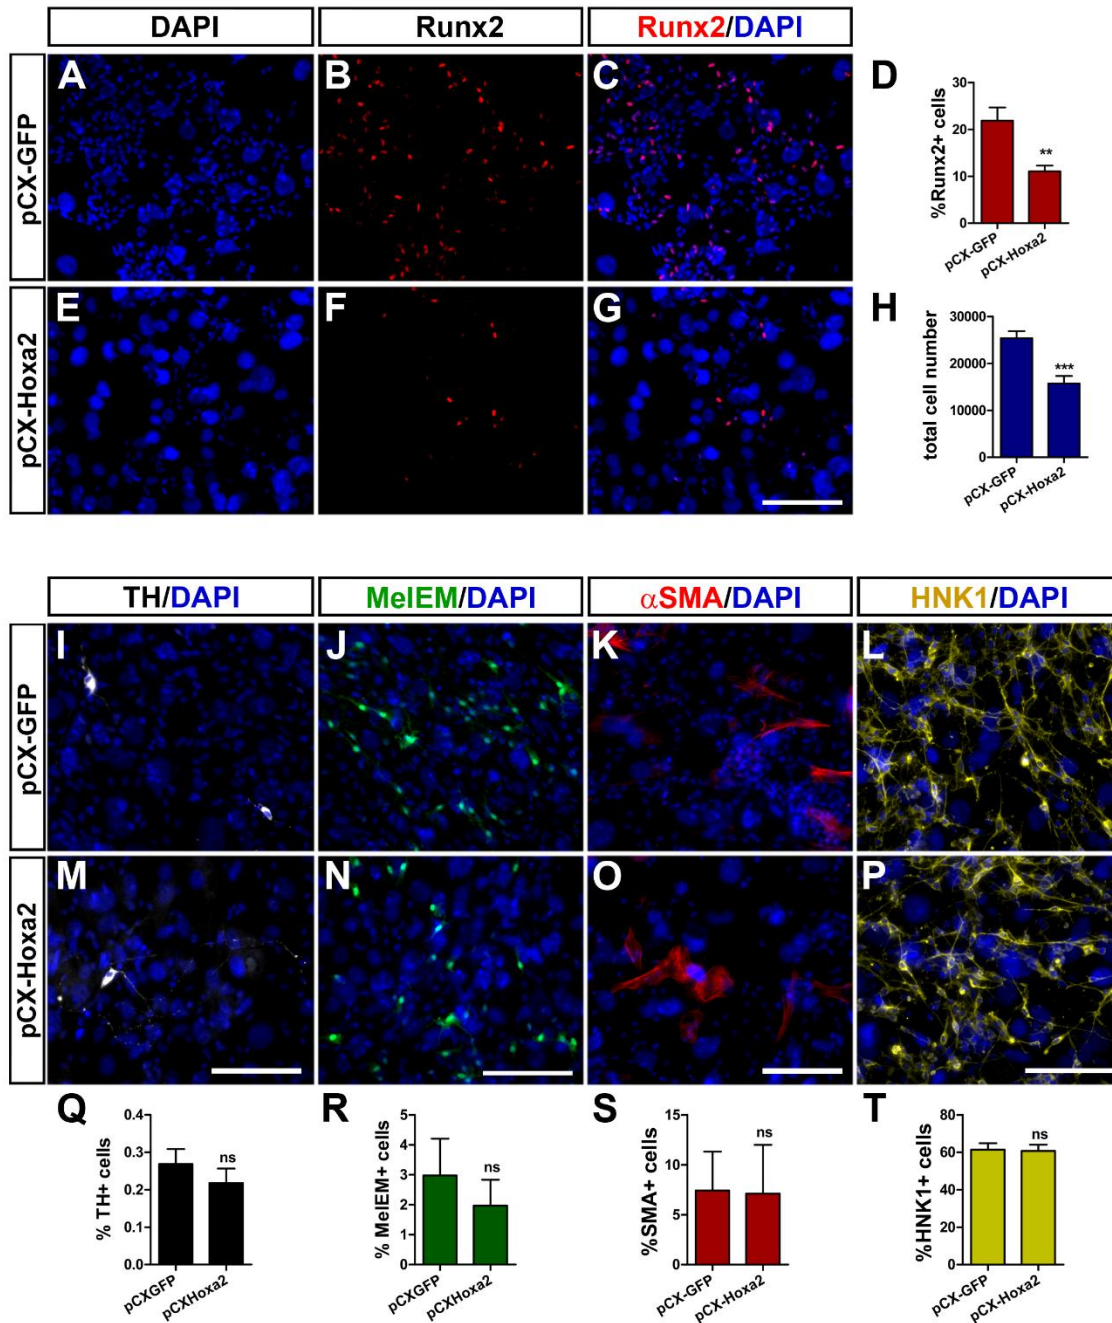 DAPI
Runx2
Runx2/DAPI
pCX-GFP
A
B
C
D
%Runx2+ cells
30
20
10
0
**
pCX-GFP
pCX-Hoxa2
pCX-Hoxa2
E
F
G
H
total cell number
30000
20000
10000
0
***
pCX-GFP
pCX-Hoxa2
TH/DAPI
MelEM/DAPI
αSMA/DAPI
HNK1/DAPI
pCX-GFP
I
J
K
L
pCX-Hoxa2
M
N
O
P
Q
% TH+ cells
0.4
0.3
0.2
0.1
0.0
ns
pCXGFP
pCXHoxa2
R
% MelEM+ cells
5
4
3
2
1
0
ns
pCXGFP
pCXHoxa2
S
%SMA+ cells
15
10
5
0
ns
pCX-GFP
pCX-Hoxa2
T
%HNK1+ cells
80
60
40
20
0
ns
pCX-GFP
pCX-Hoxa2